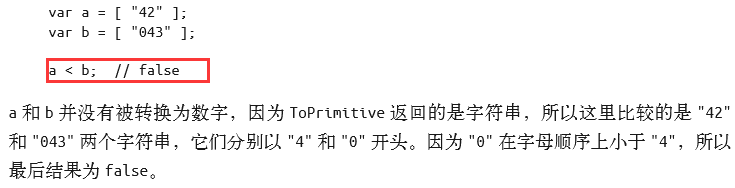 var a = [ "42" ];
var b = [ "043" ];
a < b;  // false
a 和 b 并没有被转换为数字，因为 ToPrimitive 返回的是字符串，所以这里比较的是 "42"
和 "043" 两个字符串，它们分别以 "4" 和 "0" 开头。因为 "0" 在字母顺序上小于 "4"，所以
最后结果为 false。